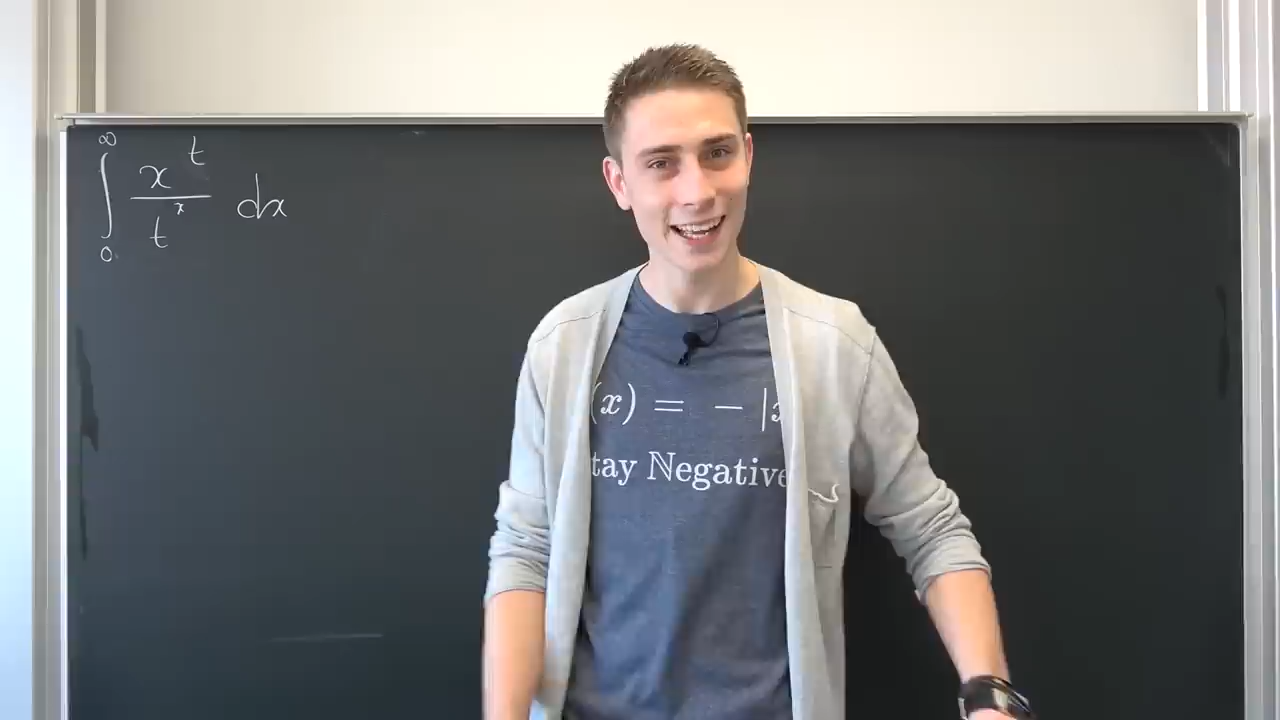 ∫₀^∞ x^t / t^x dx
(x) = − |x
tay Negative